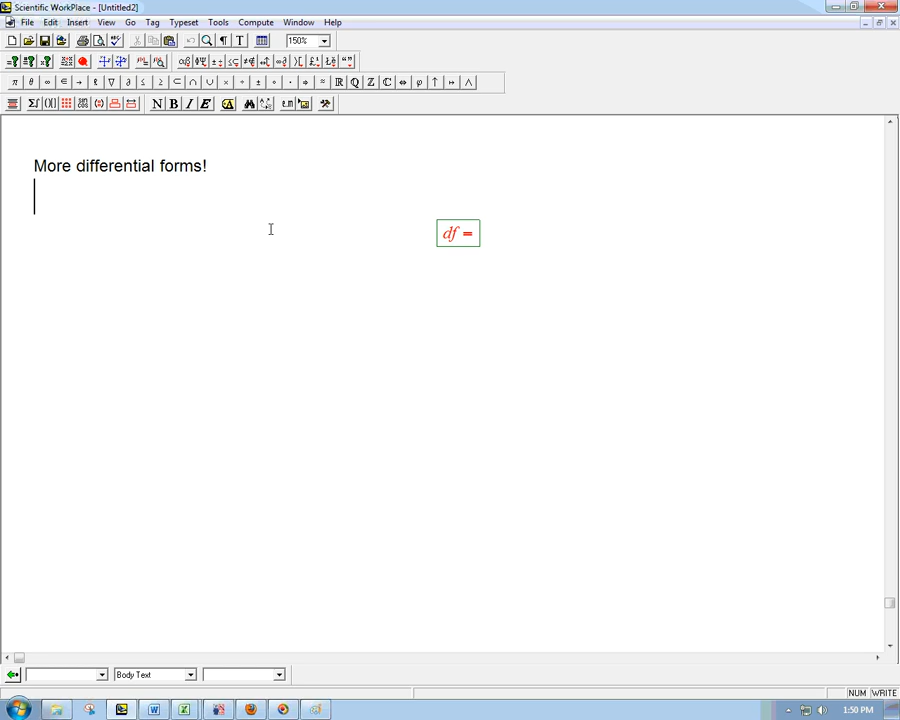 Scientific WorkPlace - [Untitled2]
File Edit Insert View Go Tag Typeset Tools Compute Window Help
150%
N B I E
More differential forms!
df =
Body Text
NUM WRITE
1:50 PM